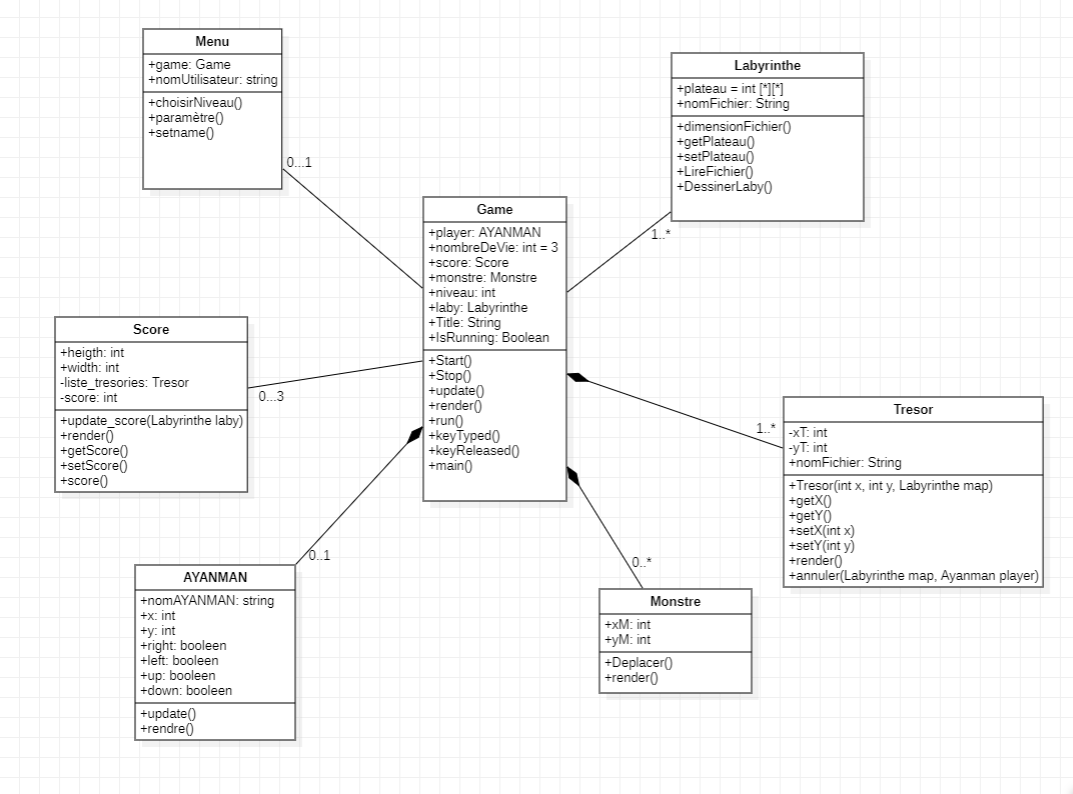 Menu
+game: Game
+nomUtilisateur: string
+choisirNiveau()
+paramètre()
+setname()
0...1
Labyrinthe
+plateau = int [*][*]
+nomFichier: String
+dimensionFichier()
+getPlateau()
+setPlateau()
+LireFichier()
+DessinerLaby()
1..*
Game
+player: AYANMAN
+nombreDeVie: int = 3
+score: Score
+monstre: Monstre
+niveau: int
+laby: Labyrinthe
+Title: String
+IsRunning: Boolean
+Start()
+Stop()
+update()
+render()
+run()
+keyTyped()
+keyReleased()
+main()
Score
+heigth: int
+width: int
-liste_tresories: Tresor
-score: int
+update_score(Labyrinthe laby)
+render()
+getScore()
+setScore()
+score()
0...3
Tresor
-xT: int
-yT: int
+nomFichier: String
+Tresor(int x, int y, Labyrinthe map)
+getX()
+getY()
+setX(int x)
+setY(int y)
+render()
+annuler(Labyrinthe map, Ayanman player)
1..*
AYANMAN
+nomAYANMAN: string
+x: int
+y: int
+right: booleen
+left: booleen
+up: booleen
+down: booleen
+update()
+rendre()
0..1
Monstre
+xM: int
+yM: int
+Deplacer()
+render()
0..*